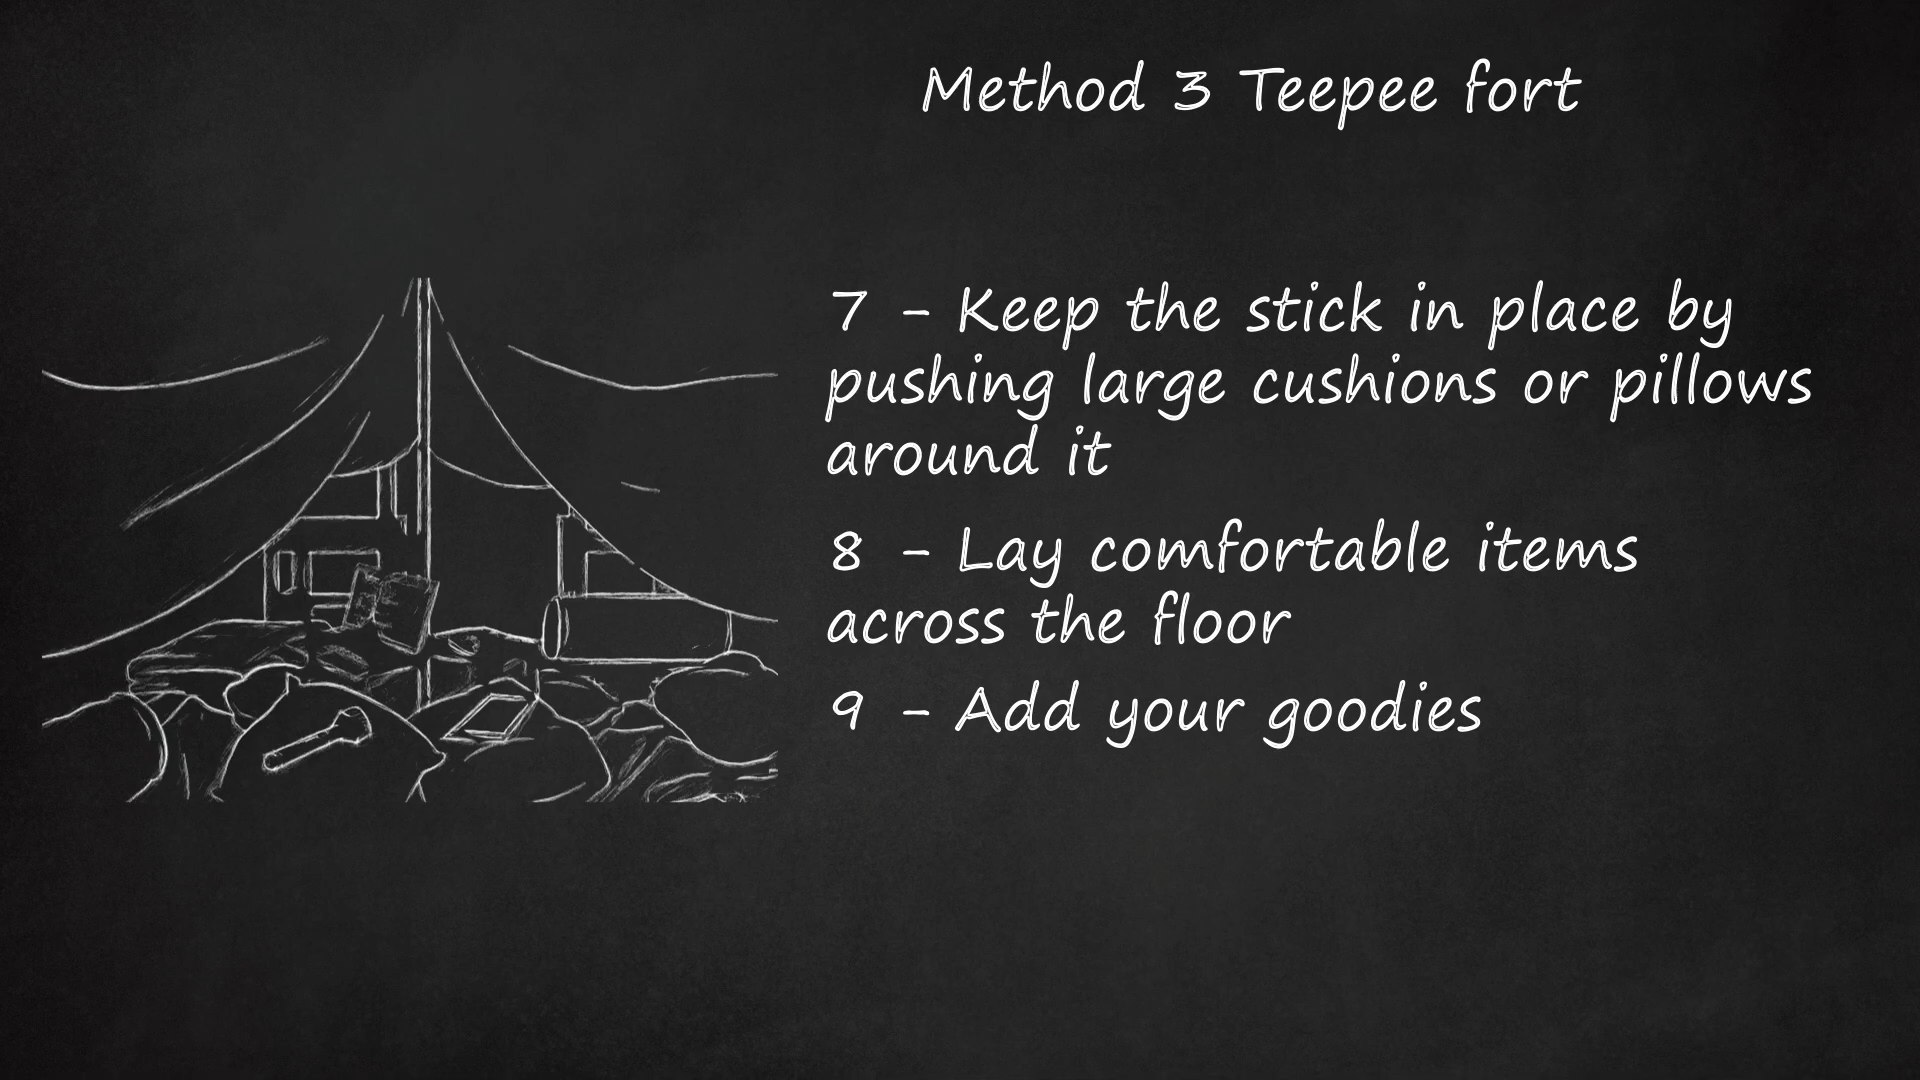 Method 3 Teepee fort
7 - Keep the stick in place by
pushing large cushions or pillows
around it
8 - Lay comfortable items
across the floor
9 - Add your goodies